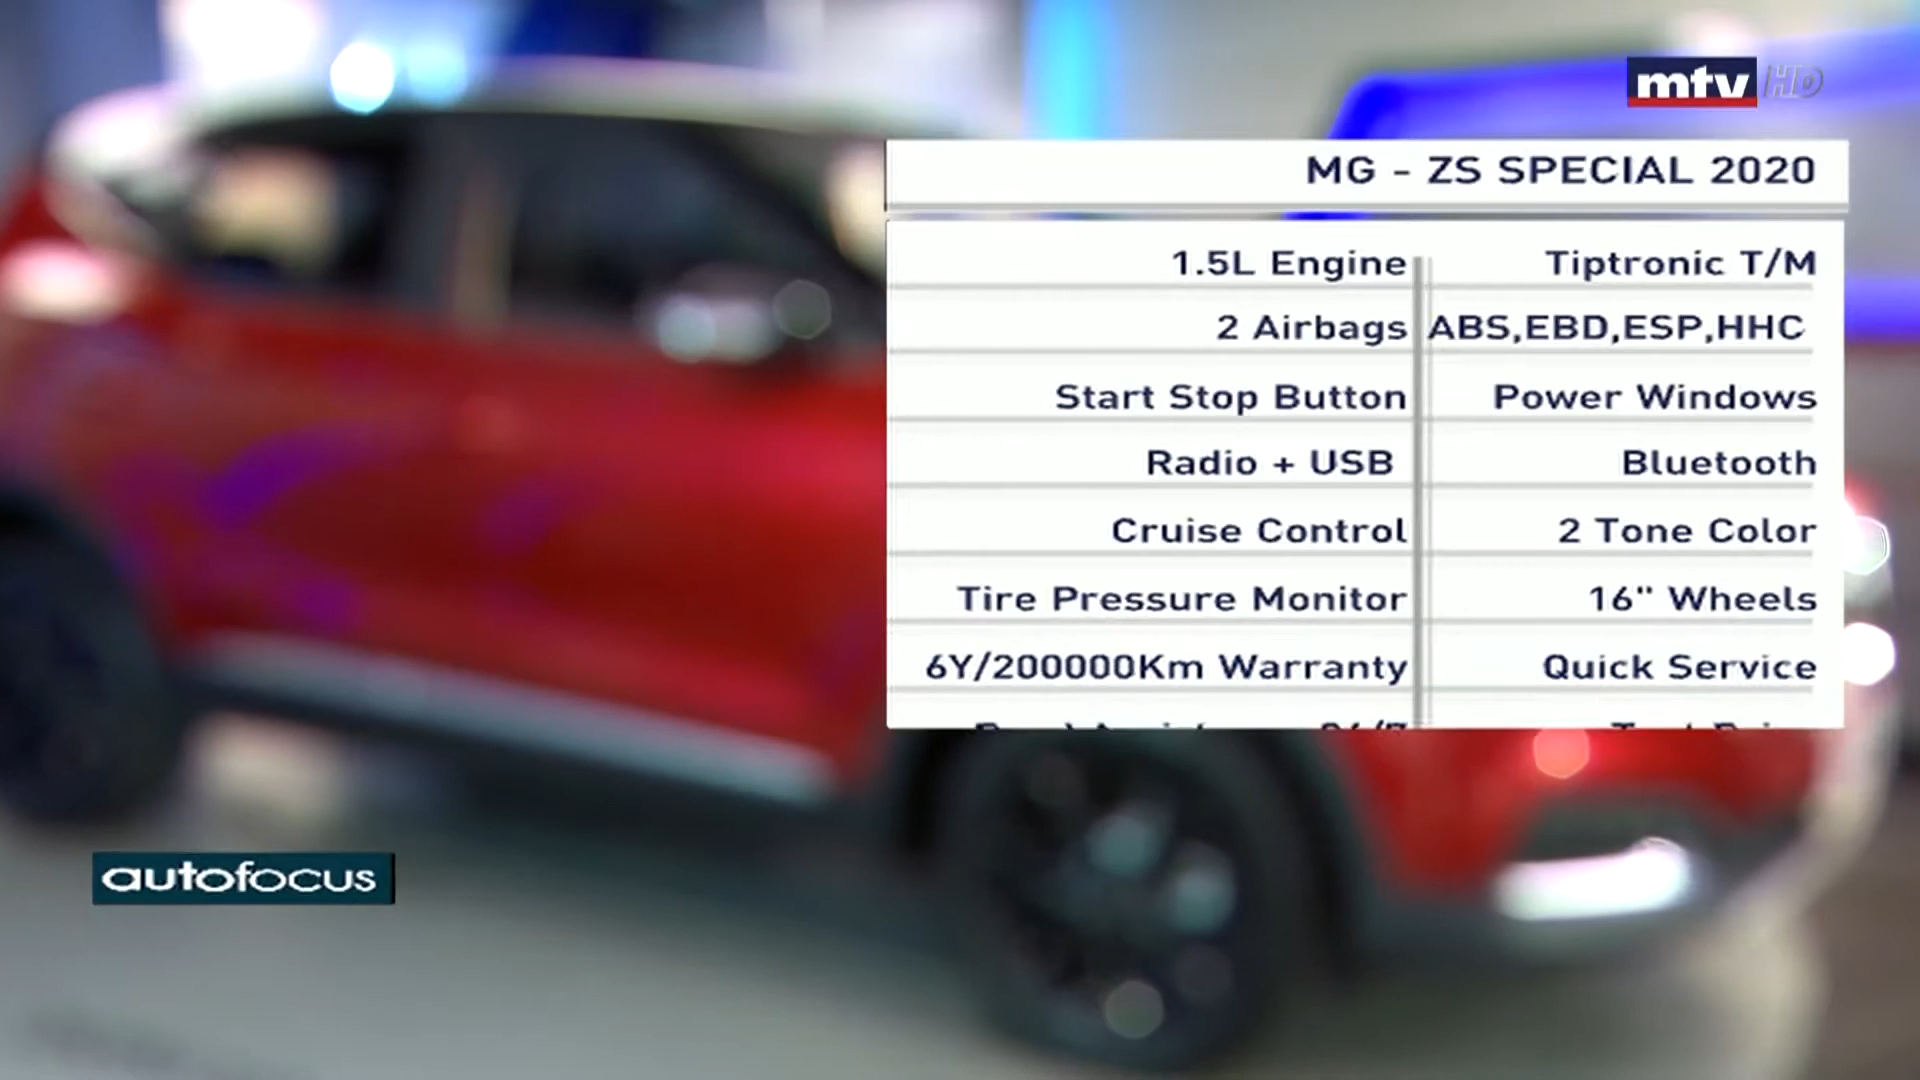 mtv HD
MG - ZS SPECIAL 2020
1.5L Engine Tiptronic T/M
2 Airbags ABS,EBD,ESP,HHC
Start Stop Button Power Windows
Radio + USB Bluetooth
Cruise Control 2 Tone Color
Tire Pressure Monitor 16" Wheels
6Y/200000Km Warranty Quick Service
autofocus